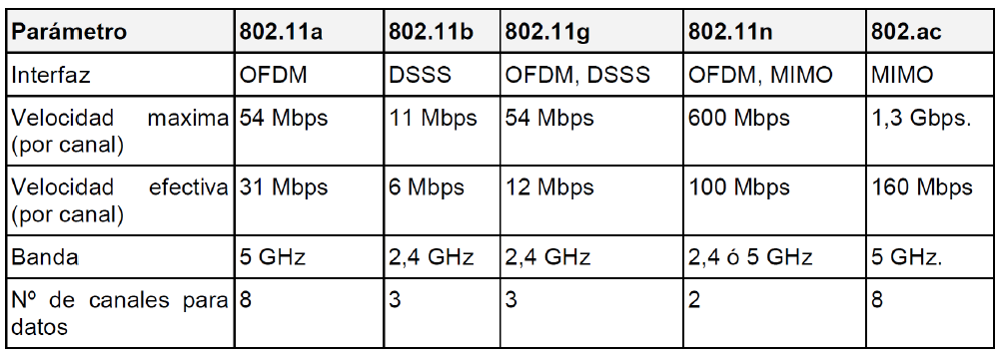 Parámetro 802.11a 802.11b 802.11g 802.11n 802.ac
Interfaz OFDM DSSS OFDM, DSSS OFDM, MIMO MIMO
Velocidad maxima (por canal) 54 Mbps 11 Mbps 54 Mbps 600 Mbps 1,3 Gbps.
Velocidad efectiva (por canal) 31 Mbps 6 Mbps 12 Mbps 100 Mbps 160 Mbps
Banda 5 GHz 2,4 GHz 2,4 GHz 2,4 ó 5 GHz 5 GHz.
Nº de canales para datos 8 3 3 2 8